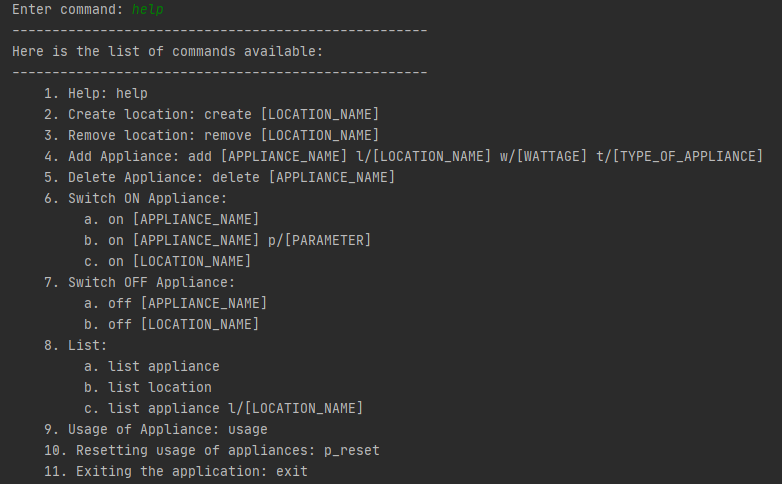 Enter command: help
----------------------------------------------------
Here is the list of commands available:
----------------------------------------------------
    1. Help: help
    2. Create location: create [LOCATION_NAME]
    3. Remove location: remove [LOCATION_NAME]
    4. Add Appliance: add [APPLIANCE_NAME] l/[LOCATION_NAME] w/[WATTAGE] t/[TYPE_OF_APPLIANCE]
    5. Delete Appliance: delete [APPLIANCE_NAME]
    6. Switch ON Appliance:
         a. on [APPLIANCE_NAME]
         b. on [APPLIANCE_NAME] p/[PARAMETER]
         c. on [LOCATION_NAME]
    7. Switch OFF Appliance:
         a. off [APPLIANCE_NAME]
         b. off [LOCATION_NAME]
    8. List:
         a. list appliance
         b. list location
         c. list appliance l/[LOCATION_NAME]
    9. Usage of Appliance: usage
    10. Resetting usage of appliances: p_reset
    11. Exiting the application: exit